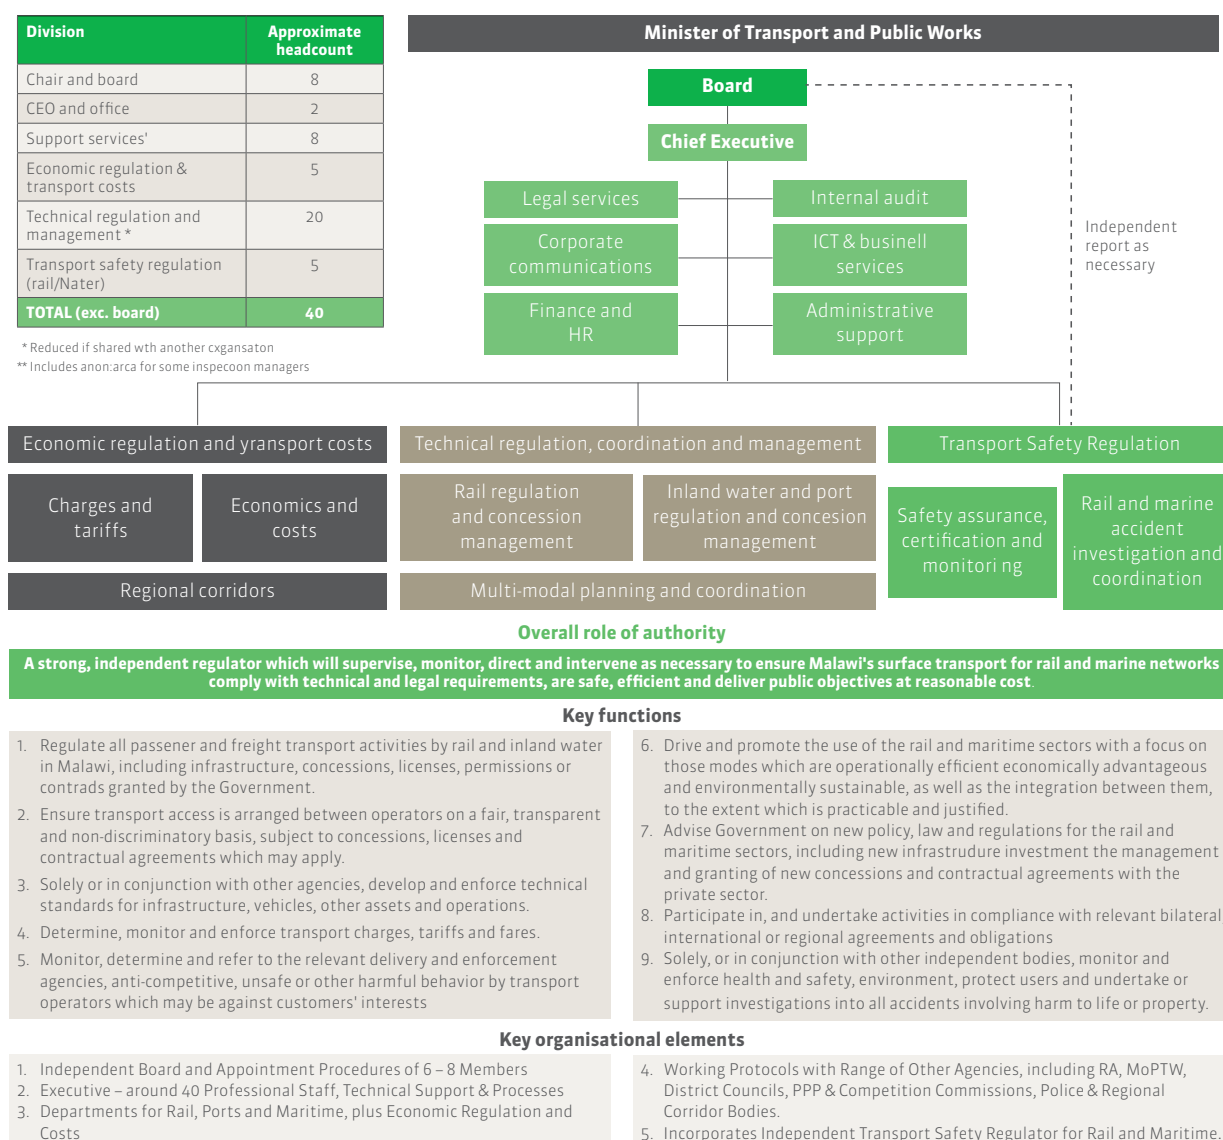 Division
Approximate
headcount
Chair and board
8
CEO and office
2
Support services'
8
Economic regulation &
transport costs
5
Technical regulation and
management *
20
Transport safety regulation
(rail/Nater)
5
TOTAL (exc. board)
40
* Reduced if shared wth another cxgansaton
** Includes anon:arca for some inspecoon managers
Minister of Transport and Public Works
Board
Chief Executive
Legal services
Internal audit
Corporate
communications
ICT & businell
services
Finance and
HR
Administrative
support
Independent
report as
necessary
Economic regulation and yransport costs
Charges and
tariffs
Economics and
costs
Regional corridors
Technical regulation, coordination and management
Rail regulation
and concession
management
Inland water and port
regulation and concesion
management
Multi-modal planning and coordination
Transport Safety Regulation
Safety assurance,
certification and
monitori ng
Rail and marine
accident
investigation and
coordination
Overall role of authority
A strong, independent regulator which will supervise, monitor, direct and intervene as necessary to ensure Malawi's surface transport for rail and marine networks
comply with technical and legal requirements, are safe, efficient and deliver public objectives at reasonable cost.
Key functions
1. Regulate all passener and freight transport activities by rail and inland water
in Malawi, including infrastructure, concessions, licenses, permissions or
contrads granted by the Government.
2. Ensure transport access is arranged between operators on a fair, transparent
and non-discriminatory basis, subject to concessions, licenses and
contractual agreements which may apply.
3. Solely or in conjunction with other agencies, develop and enforce technical
standards for infrastructure, vehicles, other assets and operations.
4. Determine, monitor and enforce transport charges, tariffs and fares.
5. Monitor, determine and refer to the relevant delivery and enforcement
agencies, anti-competitive, unsafe or other harmful behavior by transport
operators which may be against customers' interests
6. Drive and promote the use of the rail and maritime sectors with a focus on
those modes which are operationally efficient economically advantageous
and environmentally sustainable, as well as the integration between them,
to the extent which is practicable and justified.
7. Advise Government on new policy, law and regulations for the rail and
maritime sectors, including new infrastrudure investment the management
and granting of new concessions and contractual agreements with the
private sector.
8. Participate in, and undertake activities in compliance with relevant bilateral
international or regional agreements and obligations
9. Solely, or in conjunction with other independent bodies, monitor and
enforce health and safety, environment, protect users and undertake or
support investigations into all accidents involving harm to life or property.
Key organisational elements
1. Independent Board and Appointment Procedures of 6 – 8 Members
2. Executive – around 40 Professional Staff, Technical Support & Processes
3. Departments for Rail, Ports and Maritime, plus Economic Regulation and
Costs
4. Working Protocols with Range of Other Agencies, including RA, MoPTW,
District Councils, PPP & Competition Commissions, Police & Regional
Corridor Bodies.
5. Incorporates Independent Transport Safety Regulator for Rail and Maritime.